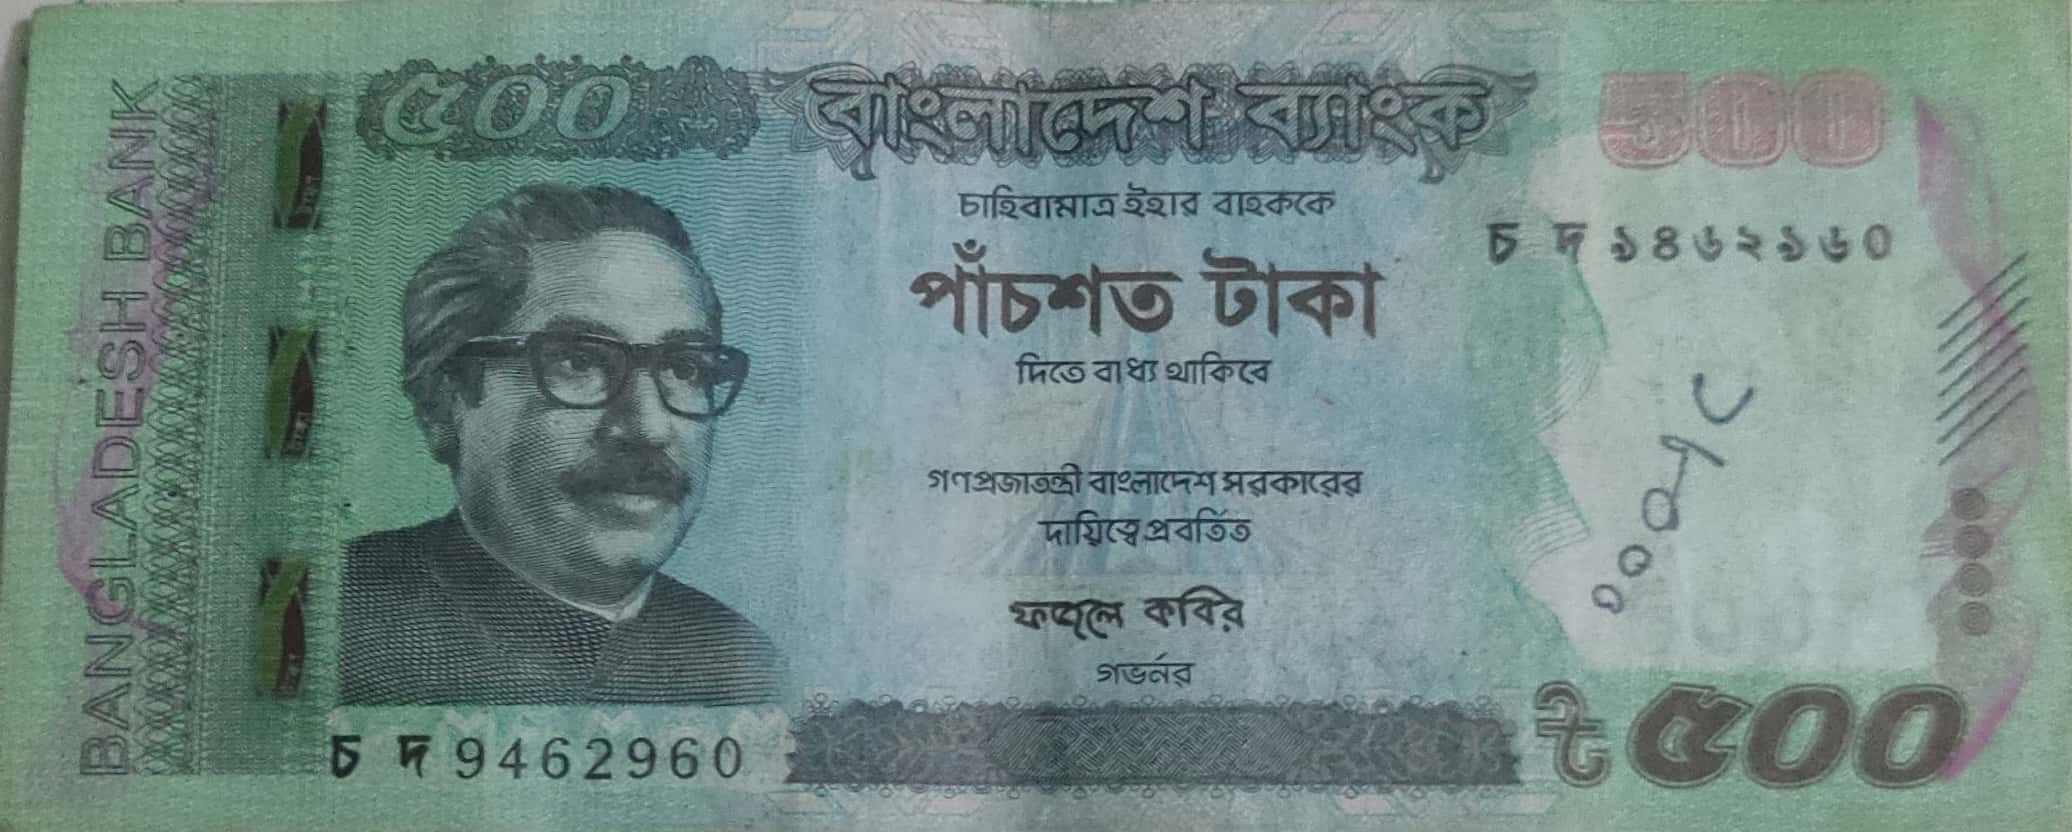 BANGLADESH BANK
৫০০
বাংলাদেশ ব্যাংক
500
চাহিবামাত্র ইহার বাহককে
চ দ ৯৪৬২৯৬০
পাঁচশত টাকা
দিতে বাধ্য থাকিবে
গণপ্রজাতন্ত্রী বাংলাদেশ সরকারের
দায়িত্বে প্রবর্তিত
ফজলে কবির
গভর্নর
চ দ 9462960
৳ ৫০০